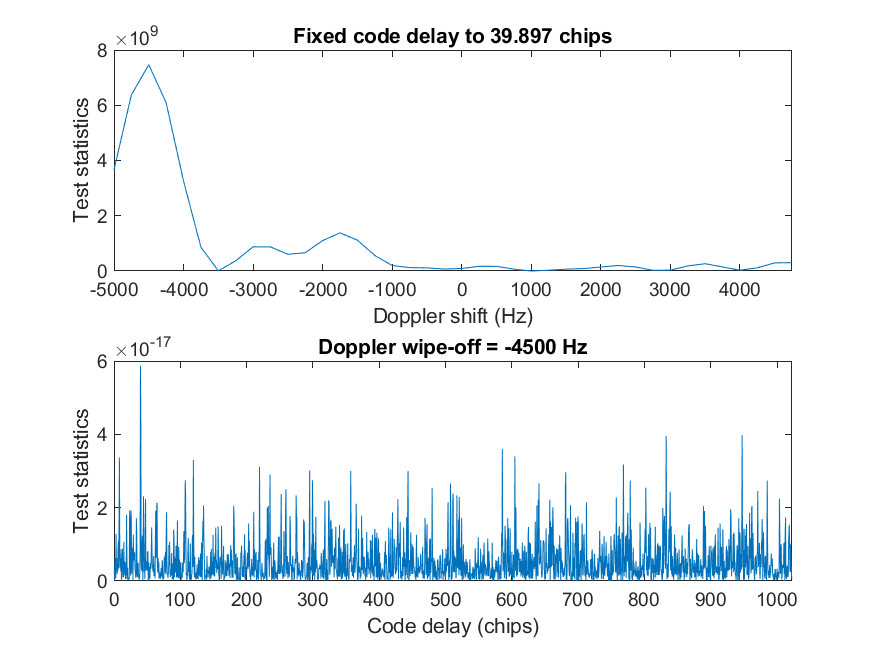 ×10^9
Fixed code delay to 39.897 chips
8
6
4
2
0
Test statistics
-5000 -4000 -3000 -2000 -1000 0 1000 2000 3000 4000
Doppler shift (Hz)
×10^-17
Doppler wipe-off = -4500 Hz
6
4
2
0
Test statistics
0 100 200 300 400 500 600 700 800 900 1000
Code delay (chips)